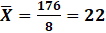 X̅ = 176/8 = 22